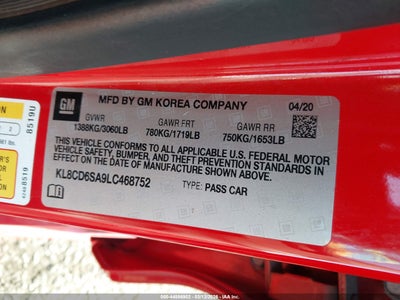 GM
MFD BY GM KOREA COMPANY
04/20
GVWR
1388KG/3060LB
GAWR FRT
780KG/1719LB
GAWR RR
750KG/1653LB
THIS VEHICLE CONFORMS TO ALL APPLICABLE U.S. FEDERAL MOTOR
VEHICLE SAFETY, BUMPER, AND THEFT PREVENTION STANDARDS IN
EFFECT ON THE DATE OF MANUFACTURE SHOWN ABOVE.
KL8CD6SA9LC468752
TYPE: PASS CAR
8519U